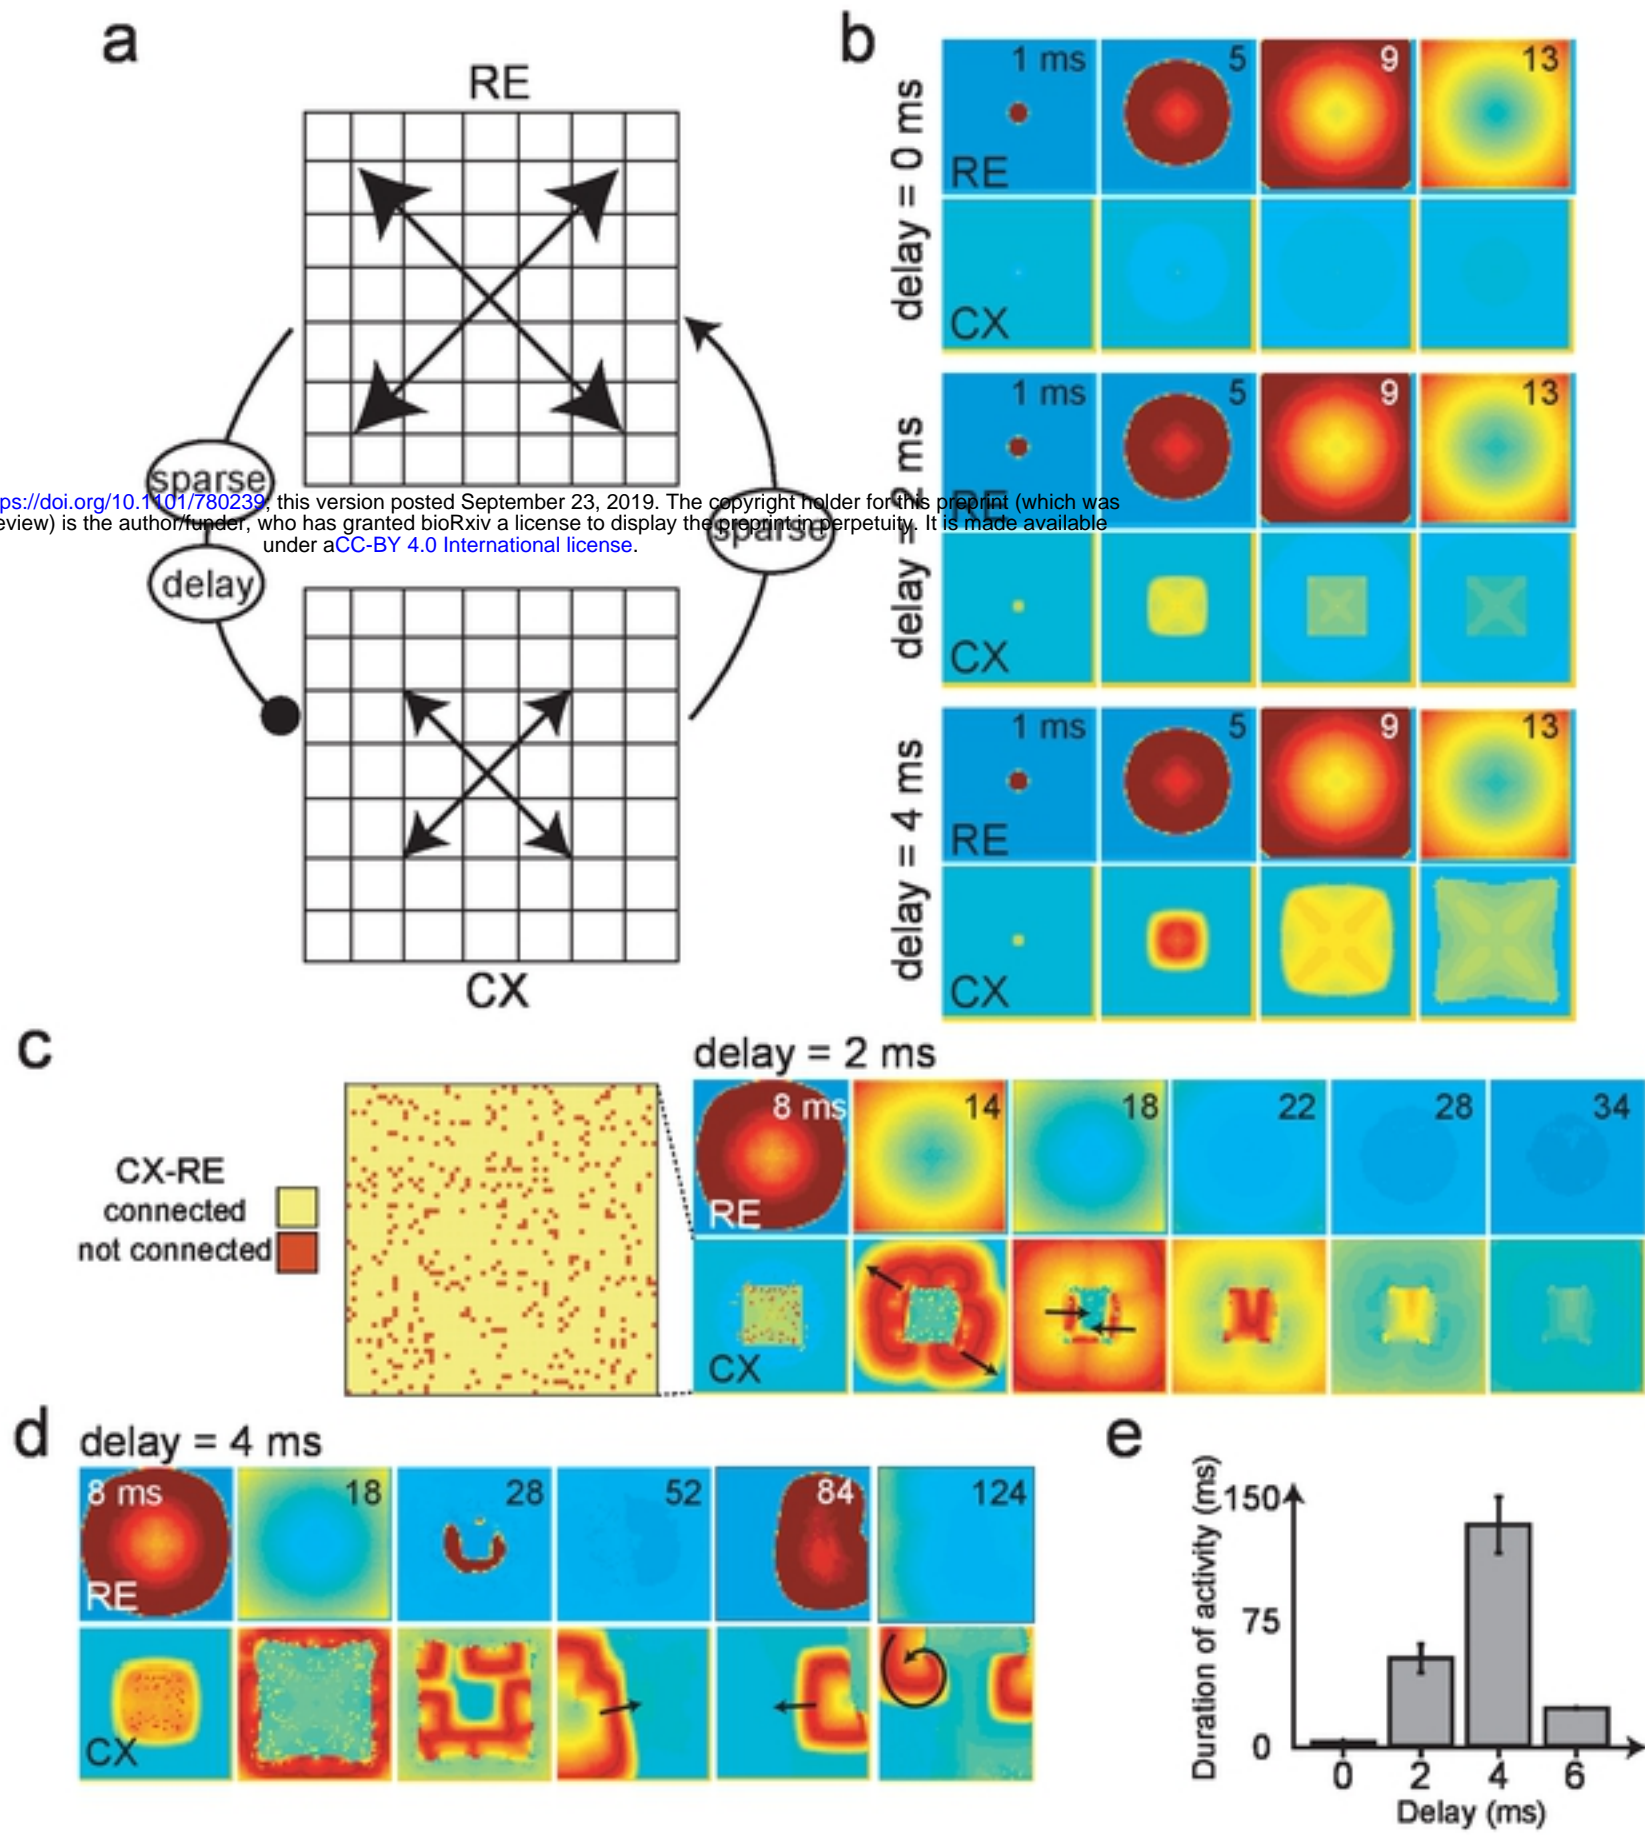 a
RE
sparse
delay
sparse
CX
ps://doi.org/10.1101/780239; this version posted September 23, 2019. The copyright holder for this preprint (which was
eview) is the author/funder, who has granted bioRxiv a license to display the preprint in perpetuity. It is made available
under aCC-BY 4.0 International license.
b
delay = 0 ms
1 ms 5 9 13
RE
CX
delay = 2 ms
1 ms 5 9 13
RE
CX
delay = 4 ms
1 ms 5 9 13
RE
CX
c
CX-RE
connected
not connected
delay = 2 ms
8 ms 14 18 22 28 34
RE
CX
d
delay = 4 ms
8 ms 18 28 52 84 124
RE
CX
e
Duration of activity (ms)
150
75
0
0 2 4 6
Delay (ms)